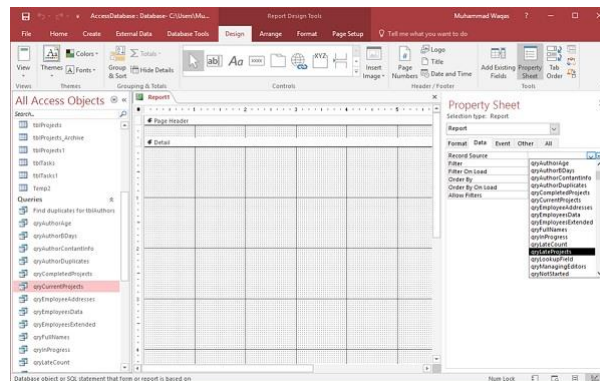 AccessDatabase : Database- C:\Users\Mu...
Report Design Tools
Muhammad Waqas
File Home Create External Data Database Tools Design Arrange Format Page Setup Tell me what you want to do
View
Themes
Colors
Fonts
Group & Sort
Totals
Hide Details
Insert Image
Page Numbers
Logo
Title
Date and Time
Add Existing Fields
Property Sheet
Tab Order
Views Themes Grouping & Totals Controls Header / Footer Tools
All Access Objects
Search...
tblProjects
tblProjects_Archive
tblProjects1
tblTasks
tblTasks1
Temp2
Queries
Find duplicates for tblAuthors
qryAuthorAge
qryAuthorBDays
qryAuthorContantInfo
qryAuthorDuplicates
qryCompletedProjects
qryCurrentProjects
qryEmployeeAddresses
qryEmployeesData
qryEmployeesExtended
qryFullNames
qryInProgress
qryLateCount
Report1
Page Header
Detail
Property Sheet
Selection type: Report
Report
Format Data Event Other All
Record Source
Filter
Filter On Load
Order By
Order By On Load
Allow Filters
qryAuthorAge
qryAuthorBDays
qryAuthorContantInfo
qryAuthorDuplicates
qryCompletedProjects
qryCurrentProjects
qryEmployeeAddresses
qryEmployeesData
qryEmployeesExtended
qryFullNames
qryInProgress
qryLateCount
qryLateProjects
qryLookupField
qryManagingEditors
qryNotStarted
Database object or SQL statement that form or report is based on
Num Lock